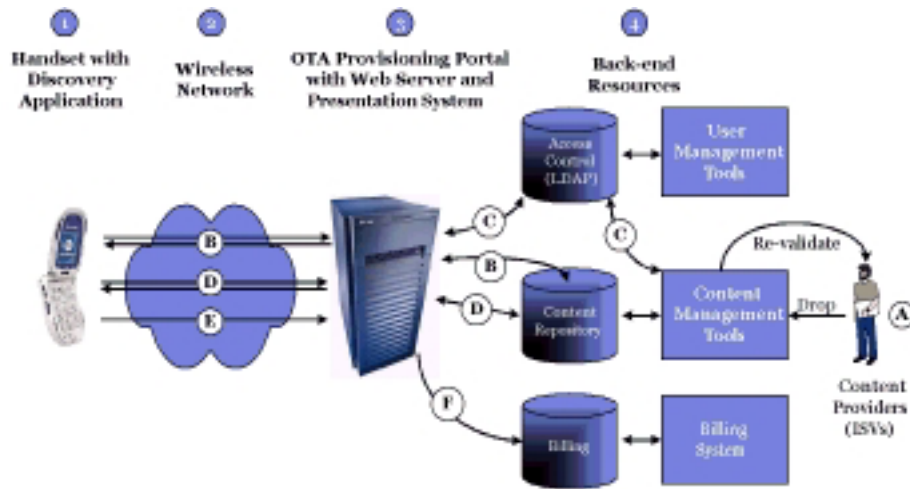 1
2
3
4
Handset with
Discovery
Application
Wireless
Network
OTA Provisioning Portal
with Web Server and
Presentation System
Back-end
Resources
Access
Control
(LDAP)
User
Management
Tools
C
C
B
B
D
D
E
Re-validate
Content
Repository
Content
Management
Tools
Drop
A
Content
Providers
(ISVs)
F
Billing
Billing
System